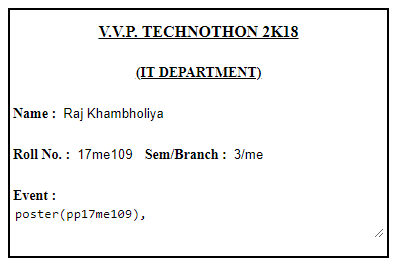 V.V.P. TECHNOTHON 2K18
(IT DEPARTMENT)
Name : Raj Khambholiya
Roll No. : 17me109 Sem/Branch : 3/me
Event :
poster(pp17me109),